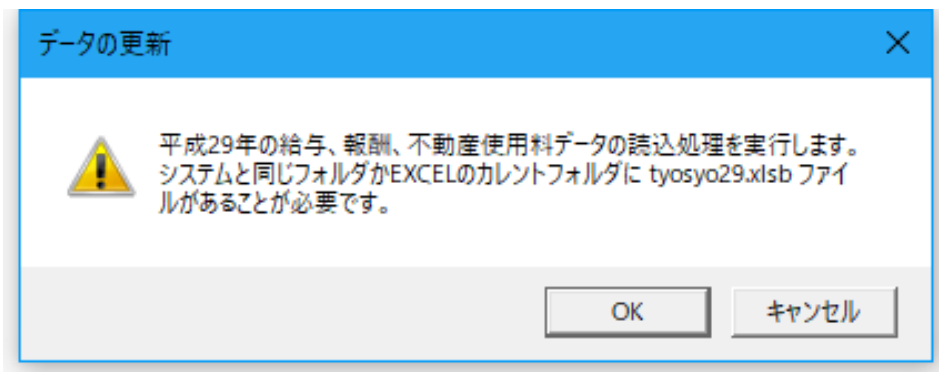 データの更新
平成29年の給与、報酬、不動産使用料データの読込処理を実行します。
システムと同じフォルダかEXCELのカレントフォルダに tyosyo29.xlsb ファイ
ルがあることが必要です。
OK
キャンセル